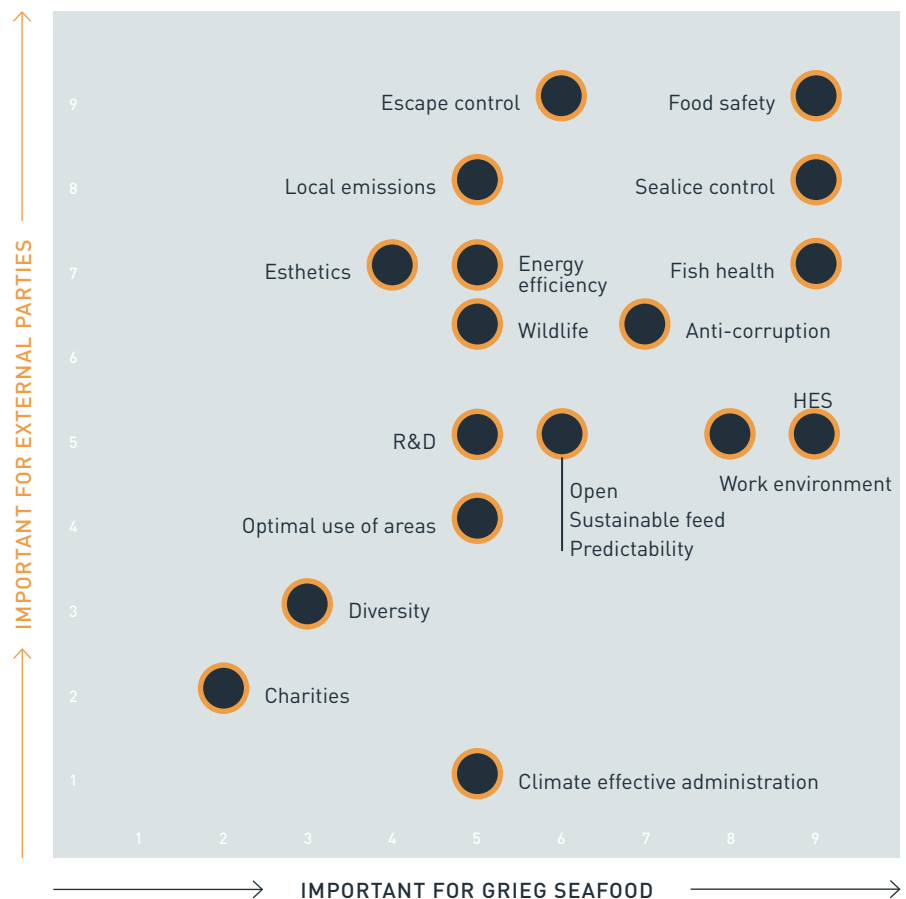 IMPORTANT FOR EXTERNAL PARTIES
9
Escape control
Food safety
8
Local emissions
Sealice control
7
Esthetics
Energy
efficiency
Fish health
Wildlife
Anti-corruption
6
HES
5
R&D
Work environment
Open
Sustainable feed
Predictability
4
Optimal use of areas
3
Diversity
2
Charities
1
Climate effective administration
1 2 3 4 5 6 7 8 9
IMPORTANT FOR GRIEG SEAFOOD